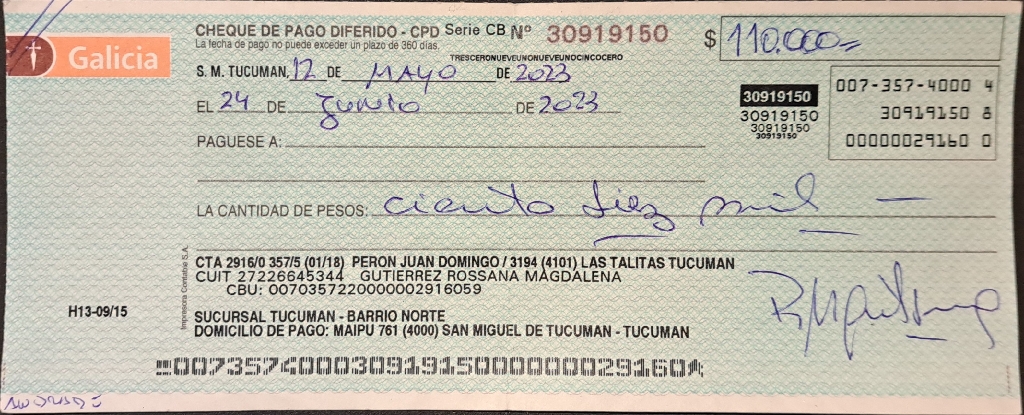 Galicia
CHEQUE DE PAGO DIFERIDO - CPD Serie CB Nº 30919150 $ 110.000=
La fecha de pago no puede exceder un plazo de 360 días.
TRESCERONUEVEUNONUEVEUNOCINCOCERO
S. M. TUCUMAN, 12 DE MAYO DE 2023
EL 24 DE Junio DE 2023
30919150
30919150
30919150
30919150
007-357-4000 4
30919150 8
00000029160 0
PAGUESE A:
LA CANTIDAD DE PESOS: ciento diez mil —
Impresora Contable S.A.
CTA 2916/0 357/5 (01/18) PERON JUAN DOMINGO / 3194 (4101) LAS TALITAS TUCUMAN
CUIT 27226645344 GUTIERREZ ROSSANA MAGDALENA
CBU: 0070357220000002916059
H13-09/15
SUCURSAL TUCUMAN - BARRIO NORTE
DOMICILIO DE PAGO: MAIPU 761 (4000) SAN MIGUEL DE TUCUMAN - TUCUMAN
00735740003091915000000029160